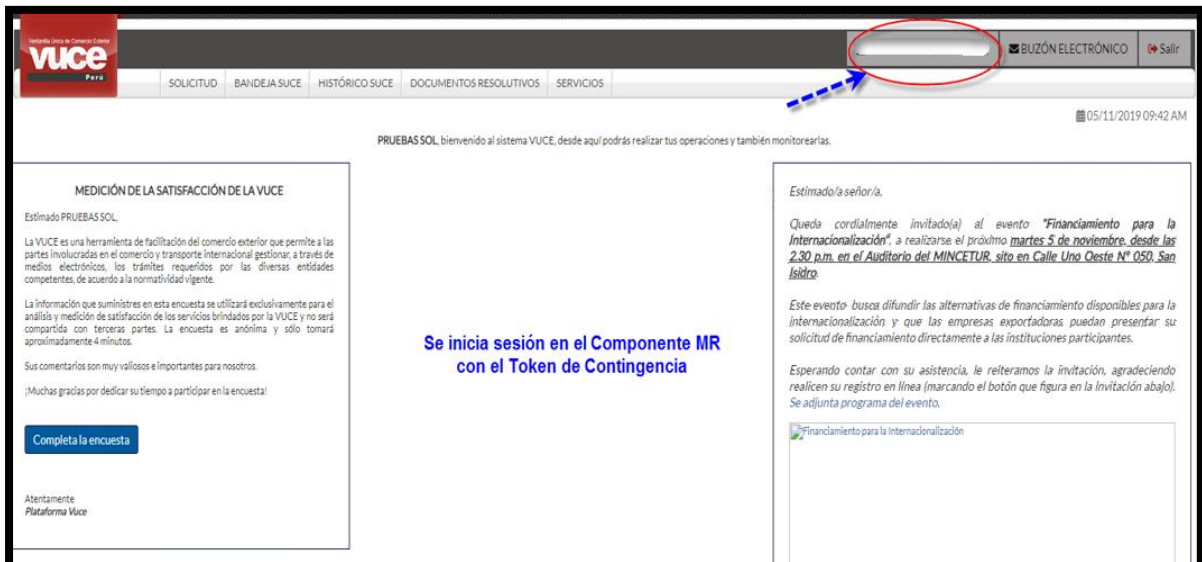 Ventanilla Única de Comercio Exterior
vuce
Perú
BUZÓN ELECTRÓNICO
Salir
SOLICITUD
BANDEJA SUCE
HISTÓRICO SUCE
DOCUMENTOS RESOLUTIVOS
SERVICIOS
05/11/2019 09:42 AM
PRUEBAS SOL, bienvenido al sistema VUCE, desde aquí podrás realizar tus operaciones y también monitorearlas.
MEDICIÓN DE LA SATISFACCIÓN DE LA VUCE
Estimado PRUEBAS SOL,
La VUCE es una herramienta de facilitación del comercio exterior que permite a las
partes involucradas en el comercio y transporte internacional gestionar, a través de
medios electrónicos, los trámites requeridos por las diversas entidades
competentes, de acuerdo a la normatividad vigente.
La información que suministres en esta encuesta se utilizará exclusivamente para el
análisis y medición de satisfacción de los servicios brindados por la VUCE y no será
compartida con terceras partes. La encuesta es anónima y sólo tomará
aproximadamente 4 minutos.
Sus comentarios son muy valiosos e importantes para nosotros.
¡Muchas gracias por dedicar su tiempo a participar en la encuesta!
Completa la encuesta
Atentamente
Plataforma Vuce
Se inicia sesión en el Componente MR
con el Token de Contingencia
Estimado/a señor/a,
Queda cordialmente invitado(a) al evento "Financiamiento para la
Internacionalización", a realizarse el próximo martes 5 de noviembre, desde las
2.30 p.m. en el Auditorio del MINCETUR, sito en Calle Uno Oeste N° 050, San
Isidro.
Este evento busca difundir las alternativas de financiamiento disponibles para la
internacionalización y que las empresas exportadoras puedan presentar su
solicitud de financiamiento directamente a las instituciones participantes.
Esperando contar con su asistencia, le reiteramos la invitación, agradeciendo
realicen su registro en línea (marcando el botón que figura en la Invitación abajo).
Se adjunta programa del evento.
Financiamiento para la Internacionalización